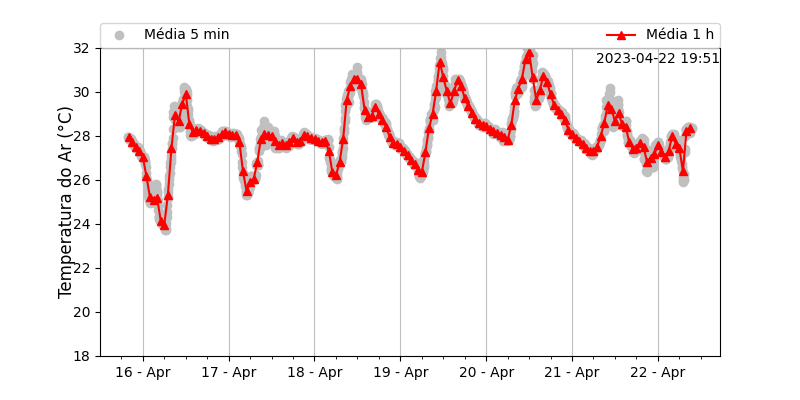 Média 5 min
Média 1 h
2023-04-22 19:51
Temperatura do Ar (°C)
32
30
28
26
24
22
20
18
16 - Apr
17 - Apr
18 - Apr
19 - Apr
20 - Apr
21 - Apr
22 - Apr